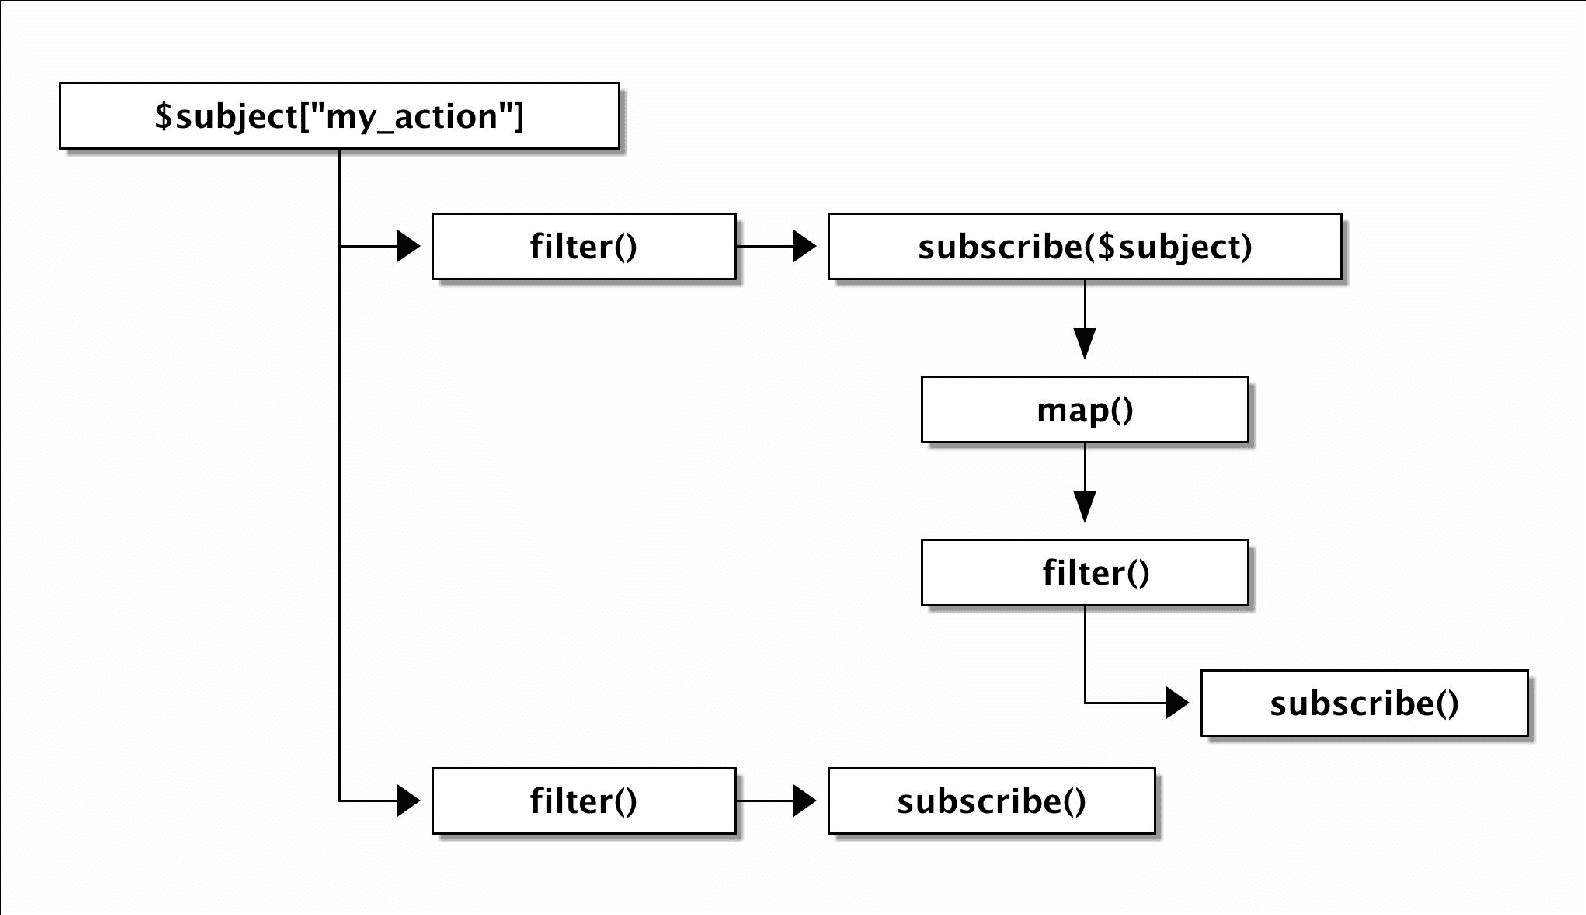 $subject["my_action"]
filter()
subscribe($subject)
map()
filter()
subscribe()
filter()
subscribe()